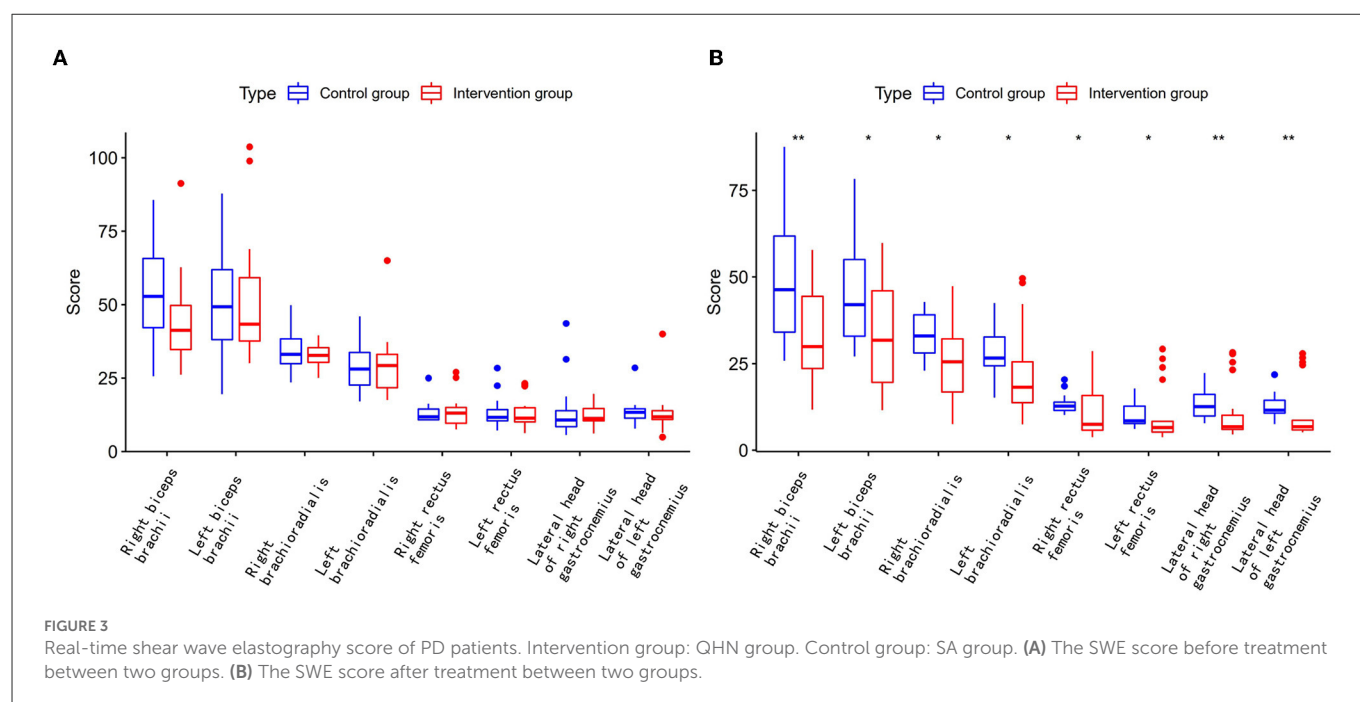 A
Type Control group Intervention group
Score
100
75
50
25
0
Right biceps
brachii
Left biceps
brachii
Right
brachioradialis
Left
brachioradialis
Right rectus
femoris
Left rectus
femoris
Lateral head
of right
gastrocnemius
Lateral head
of left
gastrocnemius
B
Type Control group Intervention group
** * * * * * ** **
Score
75
50
25
0
Right biceps
brachii
Left biceps
brachii
Right
brachioradialis
Left
brachioradialis
Right rectus
femoris
Left rectus
femoris
Lateral head
of right
gastrocnemius
Lateral head
of left
gastrocnemius
FIGURE 3
Real-time shear wave elastography score of PD patients. Intervention group: QHN group. Control group: SA group. (A) The SWE score before treatment
between two groups. (B) The SWE score after treatment between two groups.